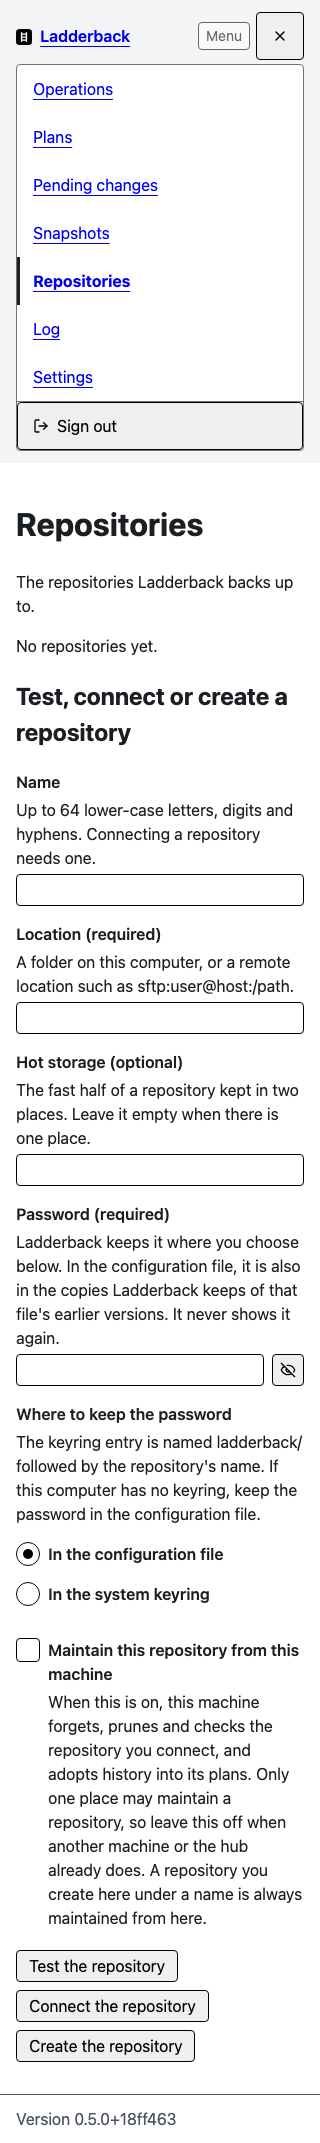 Ladderback
Menu
Operations
Plans
Pending changes
Snapshots
Repositories
Log
Settings
Sign out
Repositories
The repositories Ladderback backs up
to.
No repositories yet.
Test, connect or create a
repository
Name
Up to 64 lower-case letters, digits and
hyphens. Connecting a repository
needs one.
Location (required)
A folder on this computer, or a remote
location such as sftp:user@host:/path.
Hot storage (optional)
The fast half of a repository kept in two
places. Leave it empty when there is
one place.
Password (required)
Ladderback keeps it where you choose
below. In the configuration file, it is also
in the copies Ladderback keeps of that
file's earlier versions. It never shows it
again.
Where to keep the password
The keyring entry is named ladderback/
followed by the repository's name. If
this computer has no keyring, keep the
password in the configuration file.
In the configuration file
In the system keyring
Maintain this repository from this
machine
When this is on, this machine
forgets, prunes and checks the
repository you connect, and
adopts history into its plans. Only
one place may maintain a
repository, so leave this off when
another machine or the hub
already does. A repository you
create here under a name is always
maintained from here.
Test the repository
Connect the repository
Create the repository
Version 0.5.0+18ff463